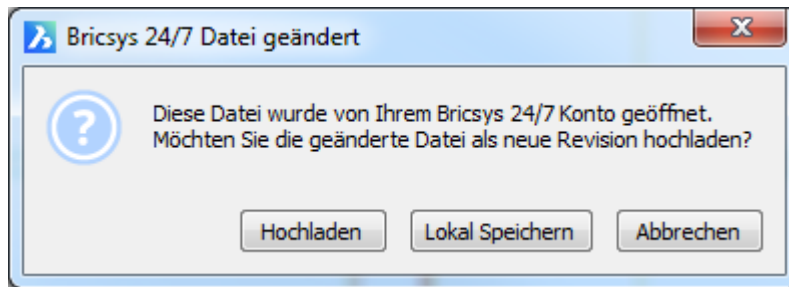 Bricsys 24/7 Datei geändert
Diese Datei wurde von Ihrem Bricsys 24/7 Konto geöffnet.
Möchten Sie die geänderte Datei als neue Revision hochladen?
Hochladen Lokal Speichern Abbrechen